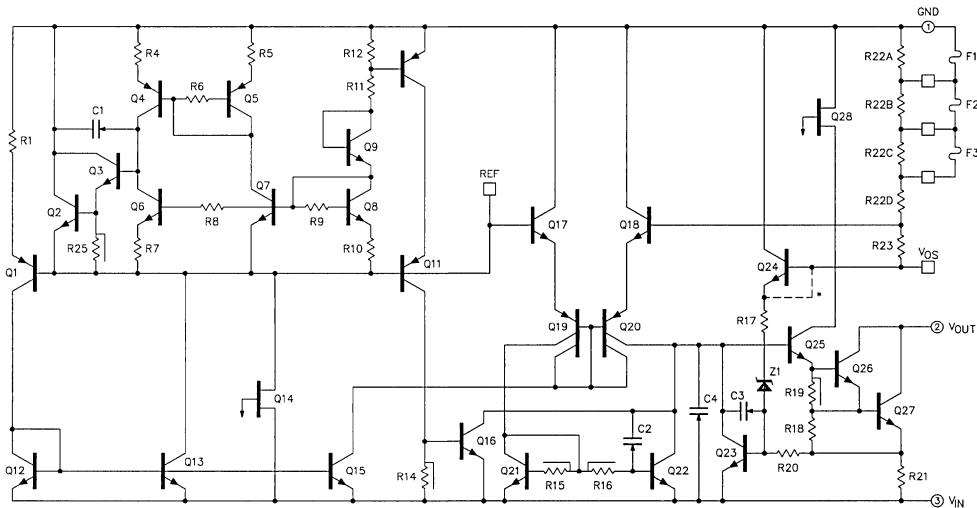 GND
1
R4
R5
R12
R22A
F1
Q4
R6
Q5
R11
Q28
C1
R22B
F2
R1
Q3
Q9
R22C
F3
REF
Q2
Q6
R8
Q7
R9
Q8
Q17
Q18
R22D
R25
R7
R10
R23
VOS
Q1
Q11
Q24
*
R17
Q19
Q20
2 VOUT
Q25
Q26
Z1
R19
Q14
C4
C3
Q27
Q16
C2
R18
Q12
Q13
Q15
R14
Q21
R15
R16
Q22
Q23
R20
R21
3 VIN